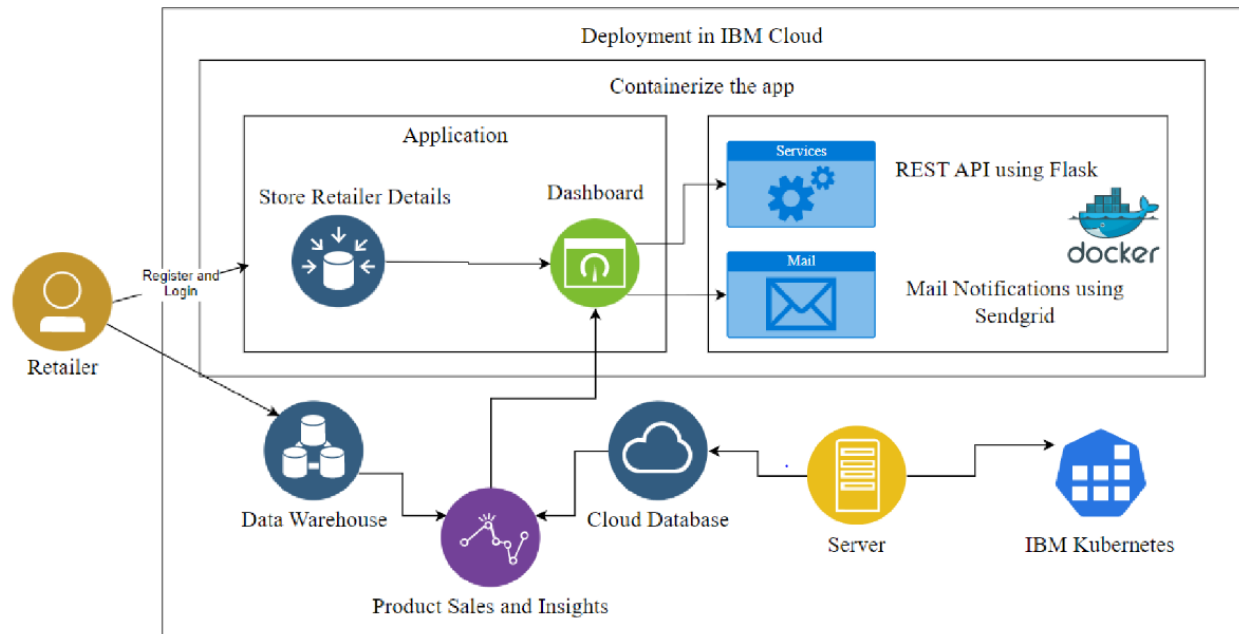 Deployment in IBM Cloud
Containerize the app
Application
Services
REST API using Flask
Store Retailer Details
Dashboard
docker
Register and
Login
Mail
Mail Notifications using
Sendgrid
Retailer
Data Warehouse
Cloud Database
Server
IBM Kubernetes
Product Sales and Insights